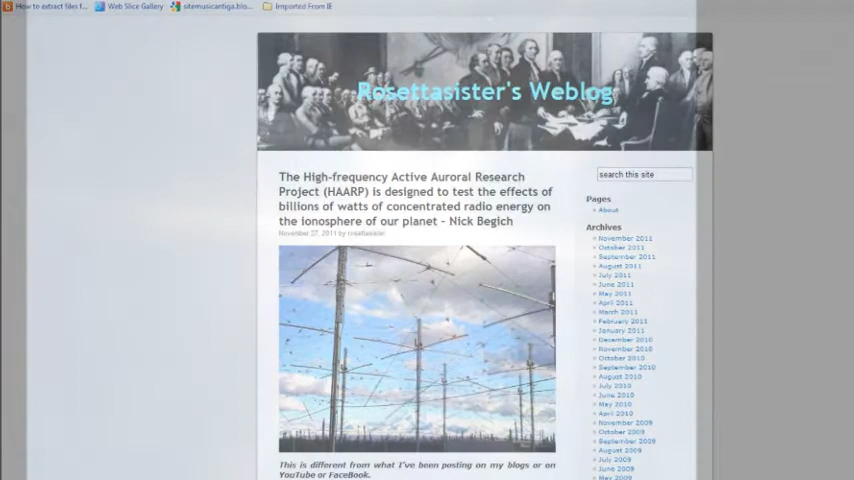 How to extract files f...
Web Slice Gallery
sitemusicantiga.blo...
Imported From IE
Rosettasister's Weblog
The High-frequency Active Auroral Research
Project (HAARP) is designed to test the effects of
billions of watts of concentrated radio energy on
the ionosphere of our planet - Nick Begich
November 27, 2011 by rosettasister
This is different from what I've been posting on my blogs or on
YouTube or FaceBook.
search this site
Pages
» About
Archives
» November 2011
» October 2011
» September 2011
» August 2011
» July 2011
» June 2011
» May 2011
» April 2011
» March 2011
» February 2011
» January 2011
» December 2010
» November 2010
» October 2010
» September 2010
» August 2010
» July 2010
» June 2010
» May 2010
» April 2010
» November 2009
» October 2009
» September 2009
» August 2009
» July 2009
» June 2009
» May 2009